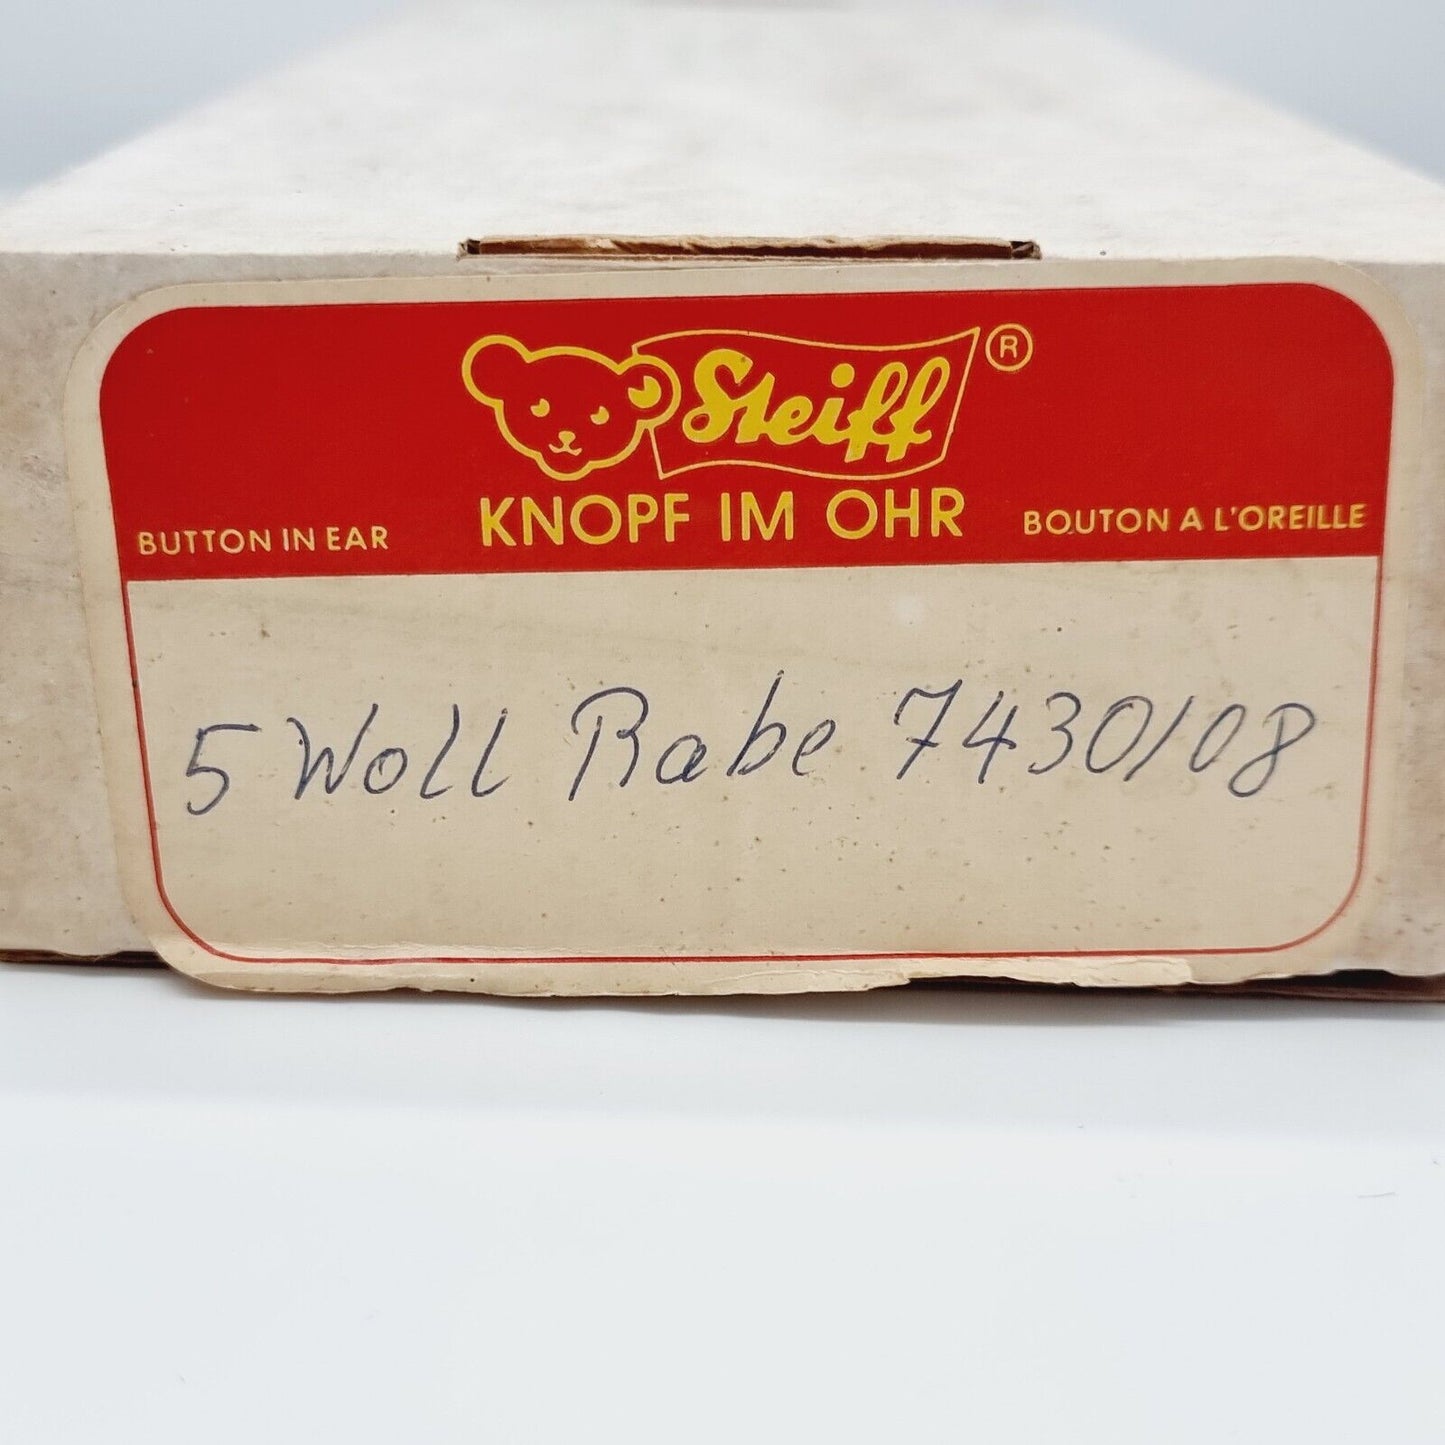 Steiff ®
KNOPF IM OHR
BUTTON IN EAR
BOUTON A L'OREILLE
5 Woll Rabe 7430/08